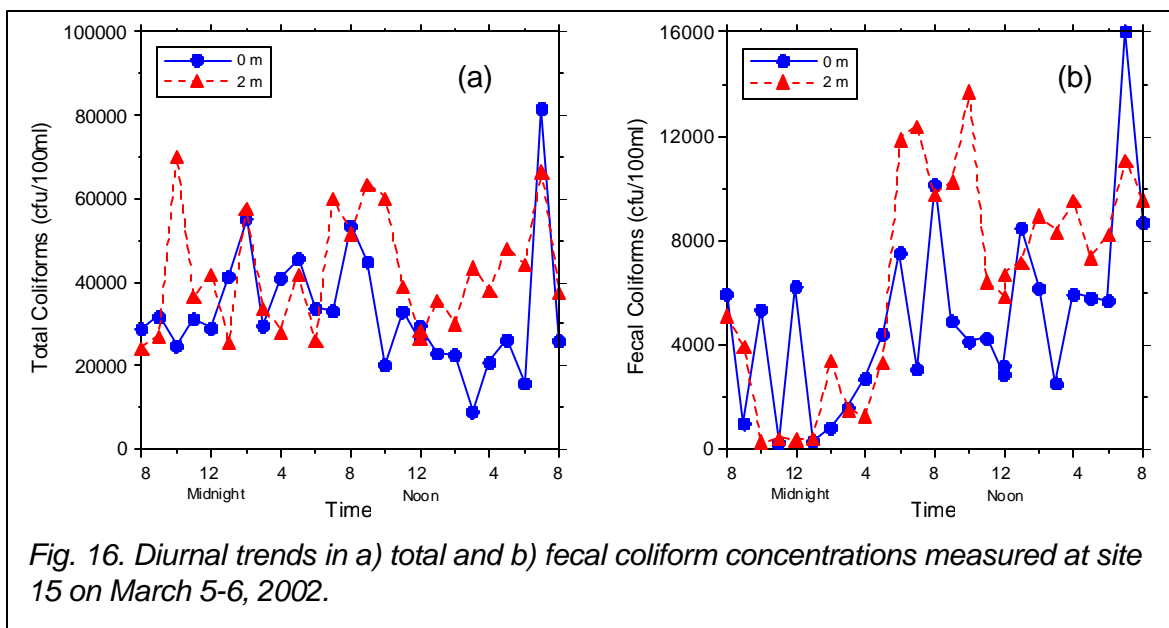 100000
80000
60000
40000
20000
0
Total Coliforms (cfu/100ml)
0 m
2 m
(a)
8 12 4 8 12 4 8
Midnight Noon
Time
16000
12000
8000
4000
0
Fecal Coliforms (cfu/100ml)
0 m
2 m
(b)
8 12 4 8 12 4 8
Midnight Noon
Time
Fig. 16. Diurnal trends in a) total and b) fecal coliform concentrations measured at site
15 on March 5-6, 2002.